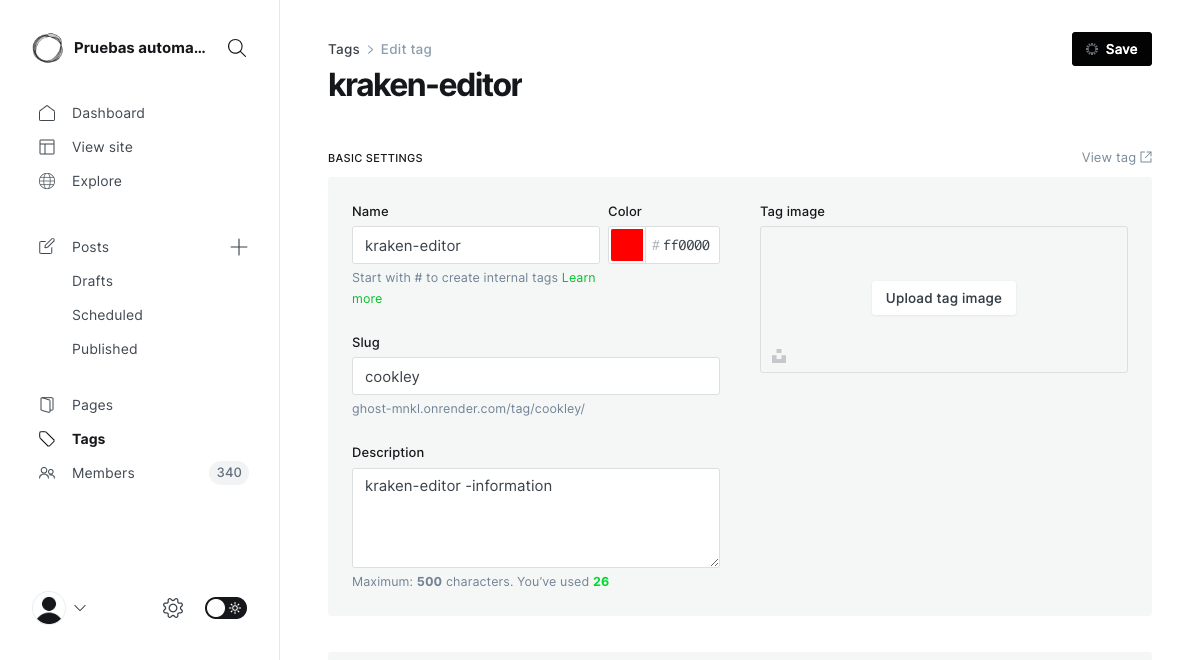 Pruebas automa...
Dashboard
View site
Explore
Posts
Drafts
Scheduled
Published
Pages
Tags
Members 340
Tags > Edit tag
Save
kraken-editor
BASIC SETTINGS
View tag
Name
kraken-editor
Start with # to create internal tags Learn
more
Color
# ff0000
Slug
cookley
ghost-mnkl.onrender.com/tag/cookley/
Description
kraken-editor -information
Maximum: 500 characters. You've used 26
Tag image
Upload tag image